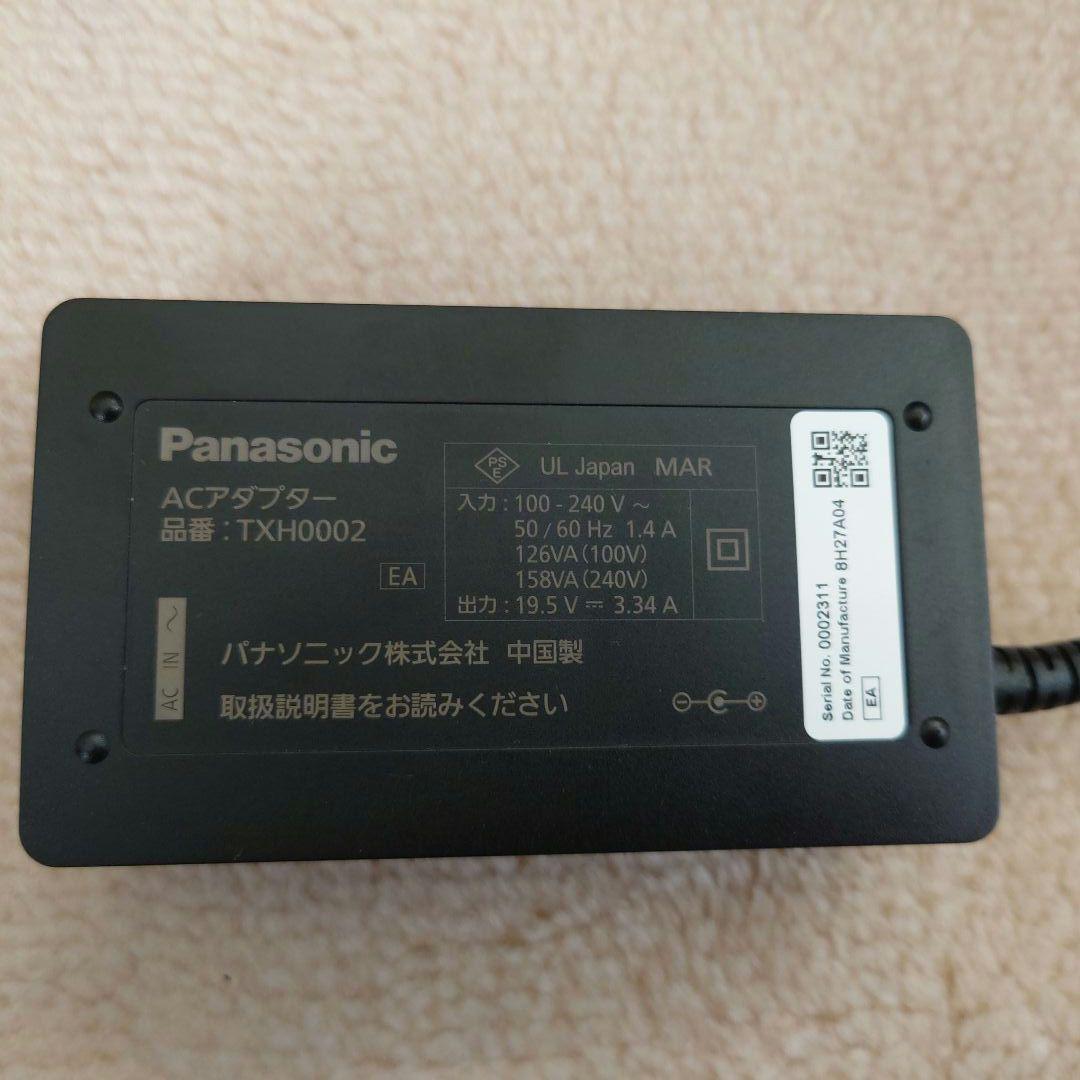 Panasonic
ACアダプター
品番：TXH0002
EA
PS
E
UL Japan MAR
入力：100 - 240 V ～
50 / 60 Hz 1.4 A
126VA (100V)
158VA (240V)
出力：19.5 V ⎓ 3.34 A
AC IN ～
パナソニック株式会社 中国製
取扱説明書をお読みください
Serial No. 0002311
Date of Manufacture 8H27A04
EA